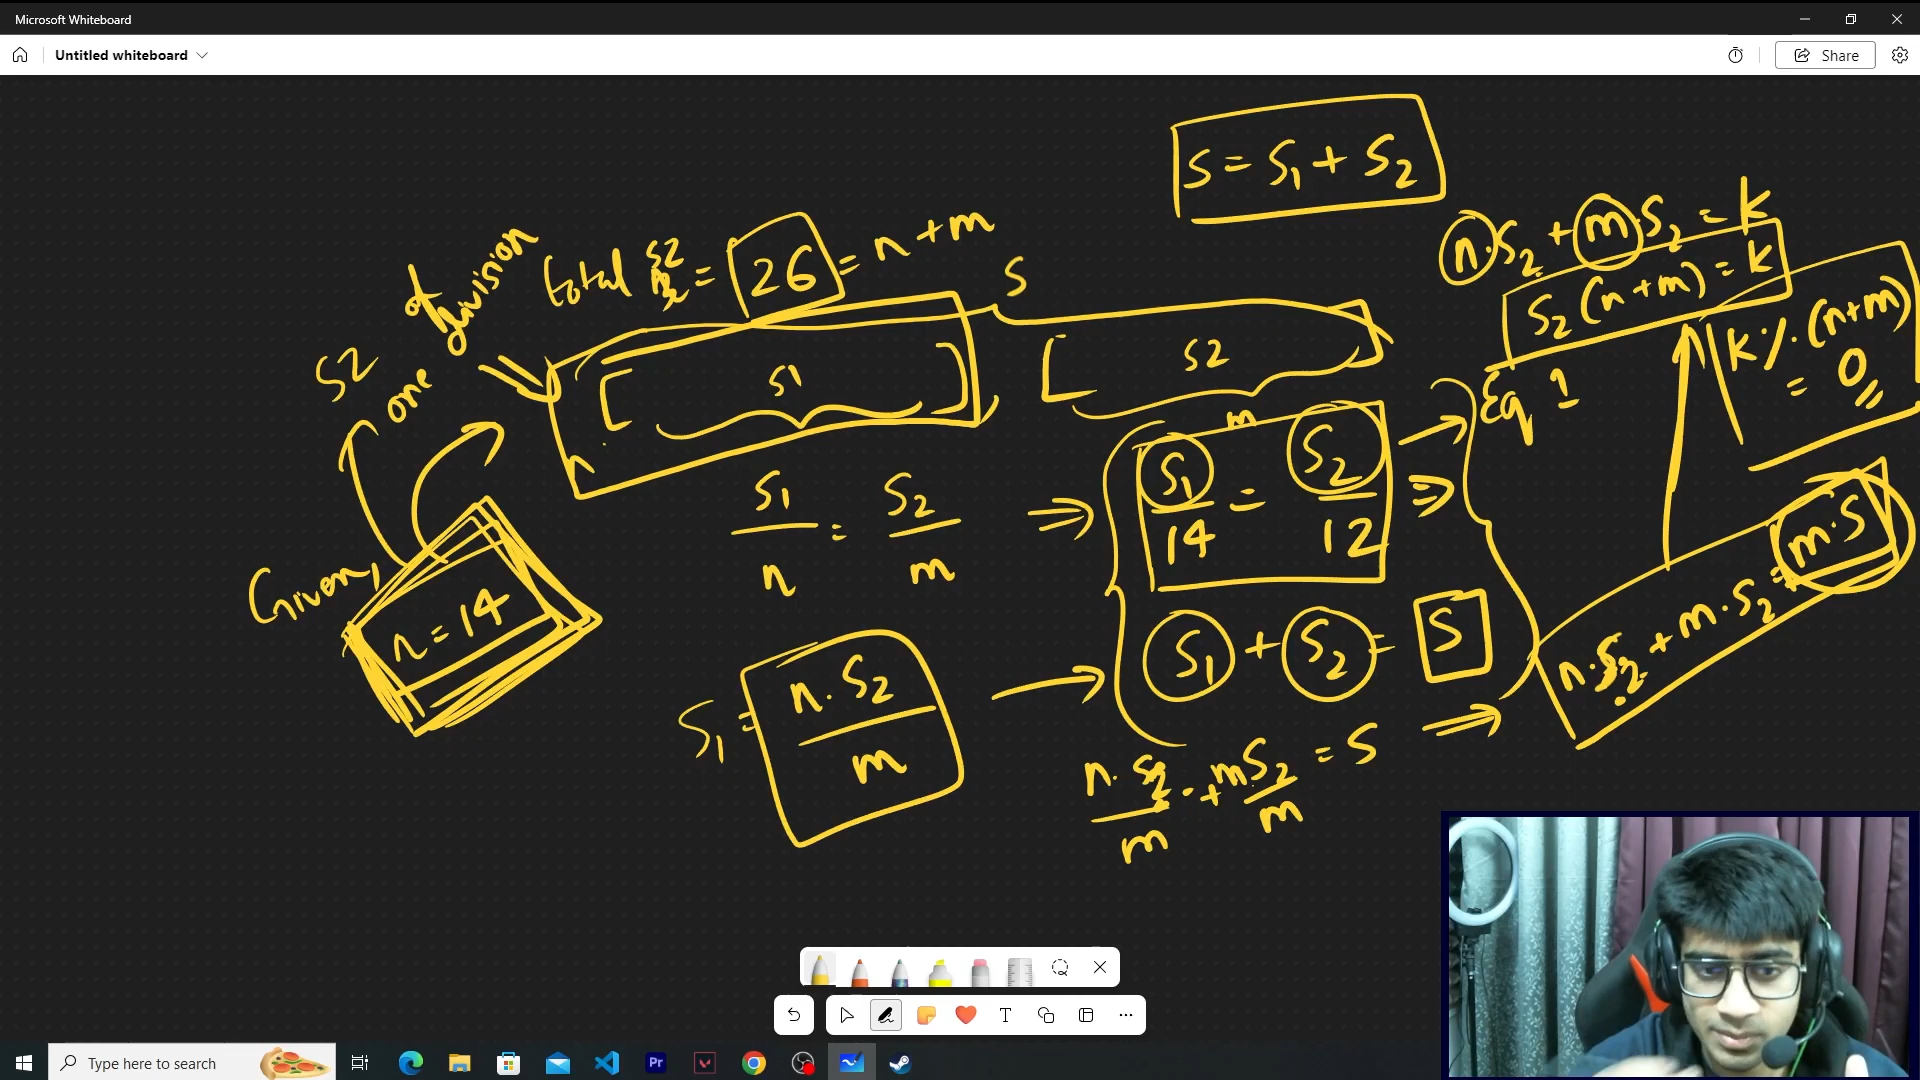 Microsoft Whiteboard
Untitled whiteboard
Share
S = S₁ + S₂
n·S₂ + m·S₂ = k
S₂ (n+m) = k
Eq 1
k % (n+m)
= 0
of division
total S2 = 26 = n+m
S
S2
one
S1
S2
m
S₁/n = S₂/m
S₁/14 = S₂/12
Given,
n = 14
S₁ + S₂ = S
S₁ = n·S₂/m
n·S₂/m + mS₂/m = S
n·S₂ + m·S₂ = m·S
T
Type here to search
Pr